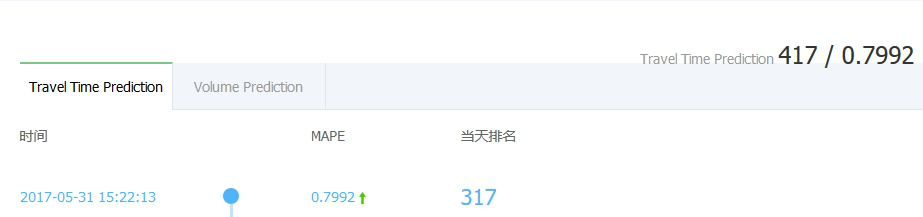 Travel Time Prediction 417 / 0.7992
Travel Time Prediction Volume Prediction
时间 MAPE 当天排名
2017-05-31 15:22:13 0.7992 317